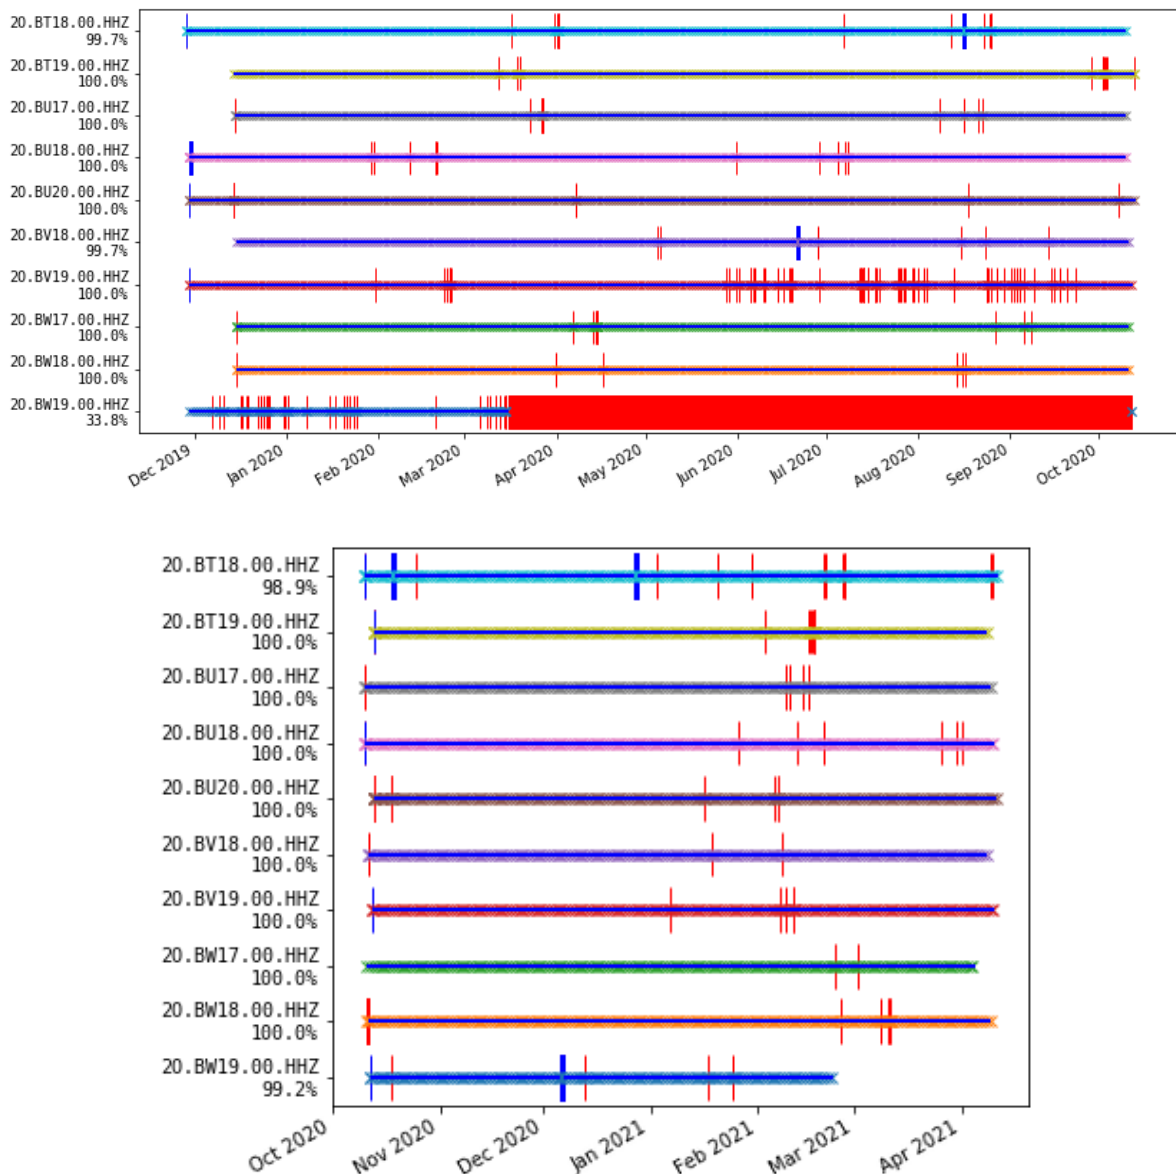 20.BT18.00.HHZ
99.7%
20.BT19.00.HHZ
100.0%
20.BU17.00.HHZ
100.0%
20.BU18.00.HHZ
100.0%
20.BU20.00.HHZ
100.0%
20.BV18.00.HHZ
99.7%
20.BV19.00.HHZ
100.0%
20.BW17.00.HHZ
100.0%
20.BW18.00.HHZ
100.0%
20.BW19.00.HHZ
33.8%
Dec 2019
Jan 2020
Feb 2020
Mar 2020
Apr 2020
May 2020
Jun 2020
Jul 2020
Aug 2020
Sep 2020
Oct 2020
20.BT18.00.HHZ
98.9%
20.BT19.00.HHZ
100.0%
20.BU17.00.HHZ
100.0%
20.BU18.00.HHZ
100.0%
20.BU20.00.HHZ
100.0%
20.BV18.00.HHZ
100.0%
20.BV19.00.HHZ
100.0%
20.BW17.00.HHZ
100.0%
20.BW18.00.HHZ
100.0%
20.BW19.00.HHZ
99.2%
Oct 2020
Nov 2020
Dec 2020
Jan 2021
Feb 2021
Mar 2021
Apr 2021